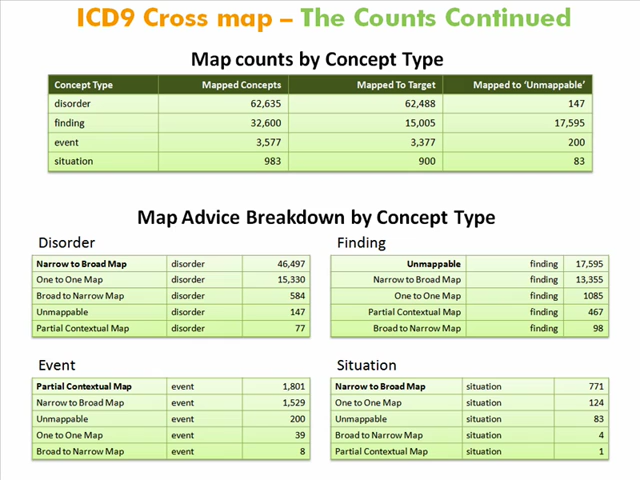 ICD9 Cross map – The Counts Continued
Map counts by Concept Type
Concept Type Mapped Concepts Mapped To Target Mapped to ‘Unmappable’
disorder 62,635 62,488 147
finding 32,600 15,005 17,595
event 3,577 3,377 200
situation 983 900 83
Map Advice Breakdown by Concept Type
Disorder
Narrow to Broad Map disorder 46,497
One to One Map disorder 15,330
Broad to Narrow Map disorder 584
Unmappable disorder 147
Partial Contextual Map disorder 77
Finding
Unmappable finding 17,595
Narrow to Broad Map finding 13,355
One to One Map finding 1085
Partial Contextual Map finding 467
Broad to Narrow Map finding 98
Event
Partial Contextual Map event 1,801
Narrow to Broad Map event 1,529
Unmappable event 200
One to One Map event 39
Broad to Narrow Map event 8
Situation
Narrow to Broad Map situation 771
One to One Map situation 124
Unmappable situation 83
Broad to Narrow Map situation 4
Partial Contextual Map situation 1